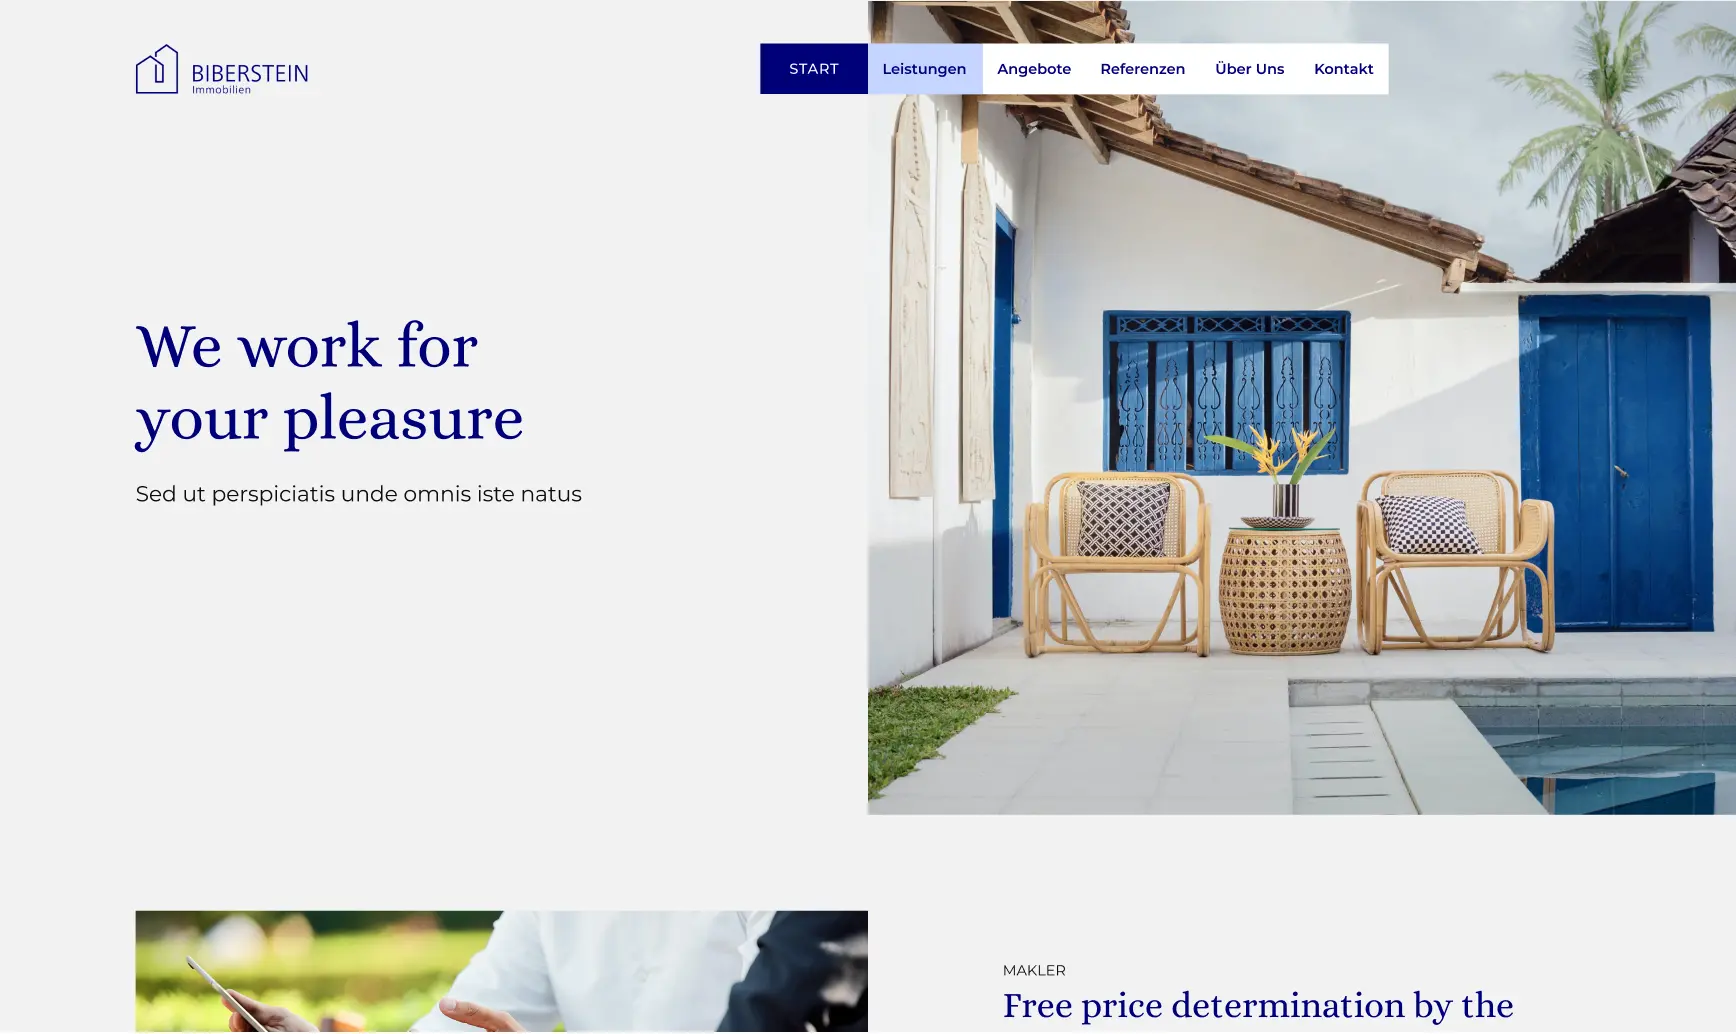 BIBERSTEIN
Immobilien
START Leistungen Angebote Referenzen Über Uns Kontakt
We work for
your pleasure
Sed ut perspiciatis unde omnis iste natus
MAKLER
Free price determination by the